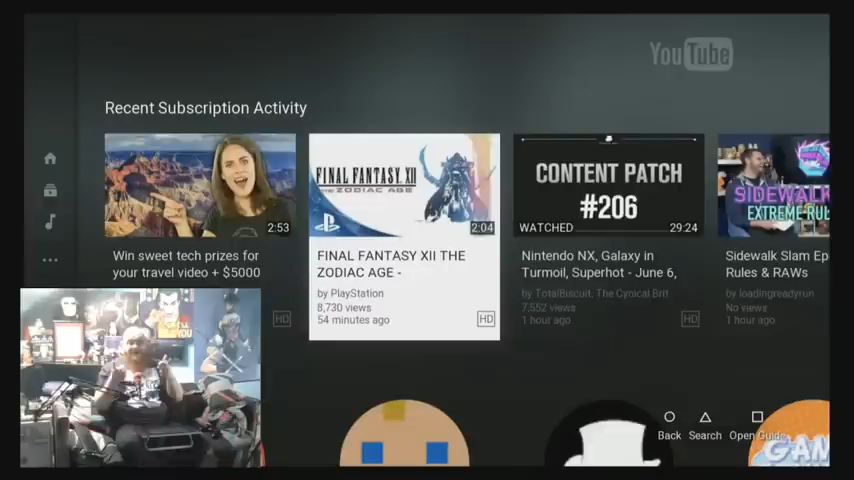 YouTube
Recent Subscription Activity
FINAL FANTASY XII
THE ZODIAC AGE
CONTENT PATCH
#206
SIDEWALK
EXTREME RUL
2:53
2:04
WATCHED
29:24
Win sweet tech prizes for
your travel video + $5000
FINAL FANTASY XII THE
ZODIAC AGE -
by PlayStation
8,730 views
54 minutes ago
HD
HD
Nintendo NX, Galaxy in
Turmoil, Superhot - June 6,
by TotalBiscuit, The Cynical Brit
7,552 views
1 hour ago
HD
Sidewalk Slam Ep
Rules & RAWs
by loadingreadyrun
No views
1 hour ago
Back Search Open Guide
GAM